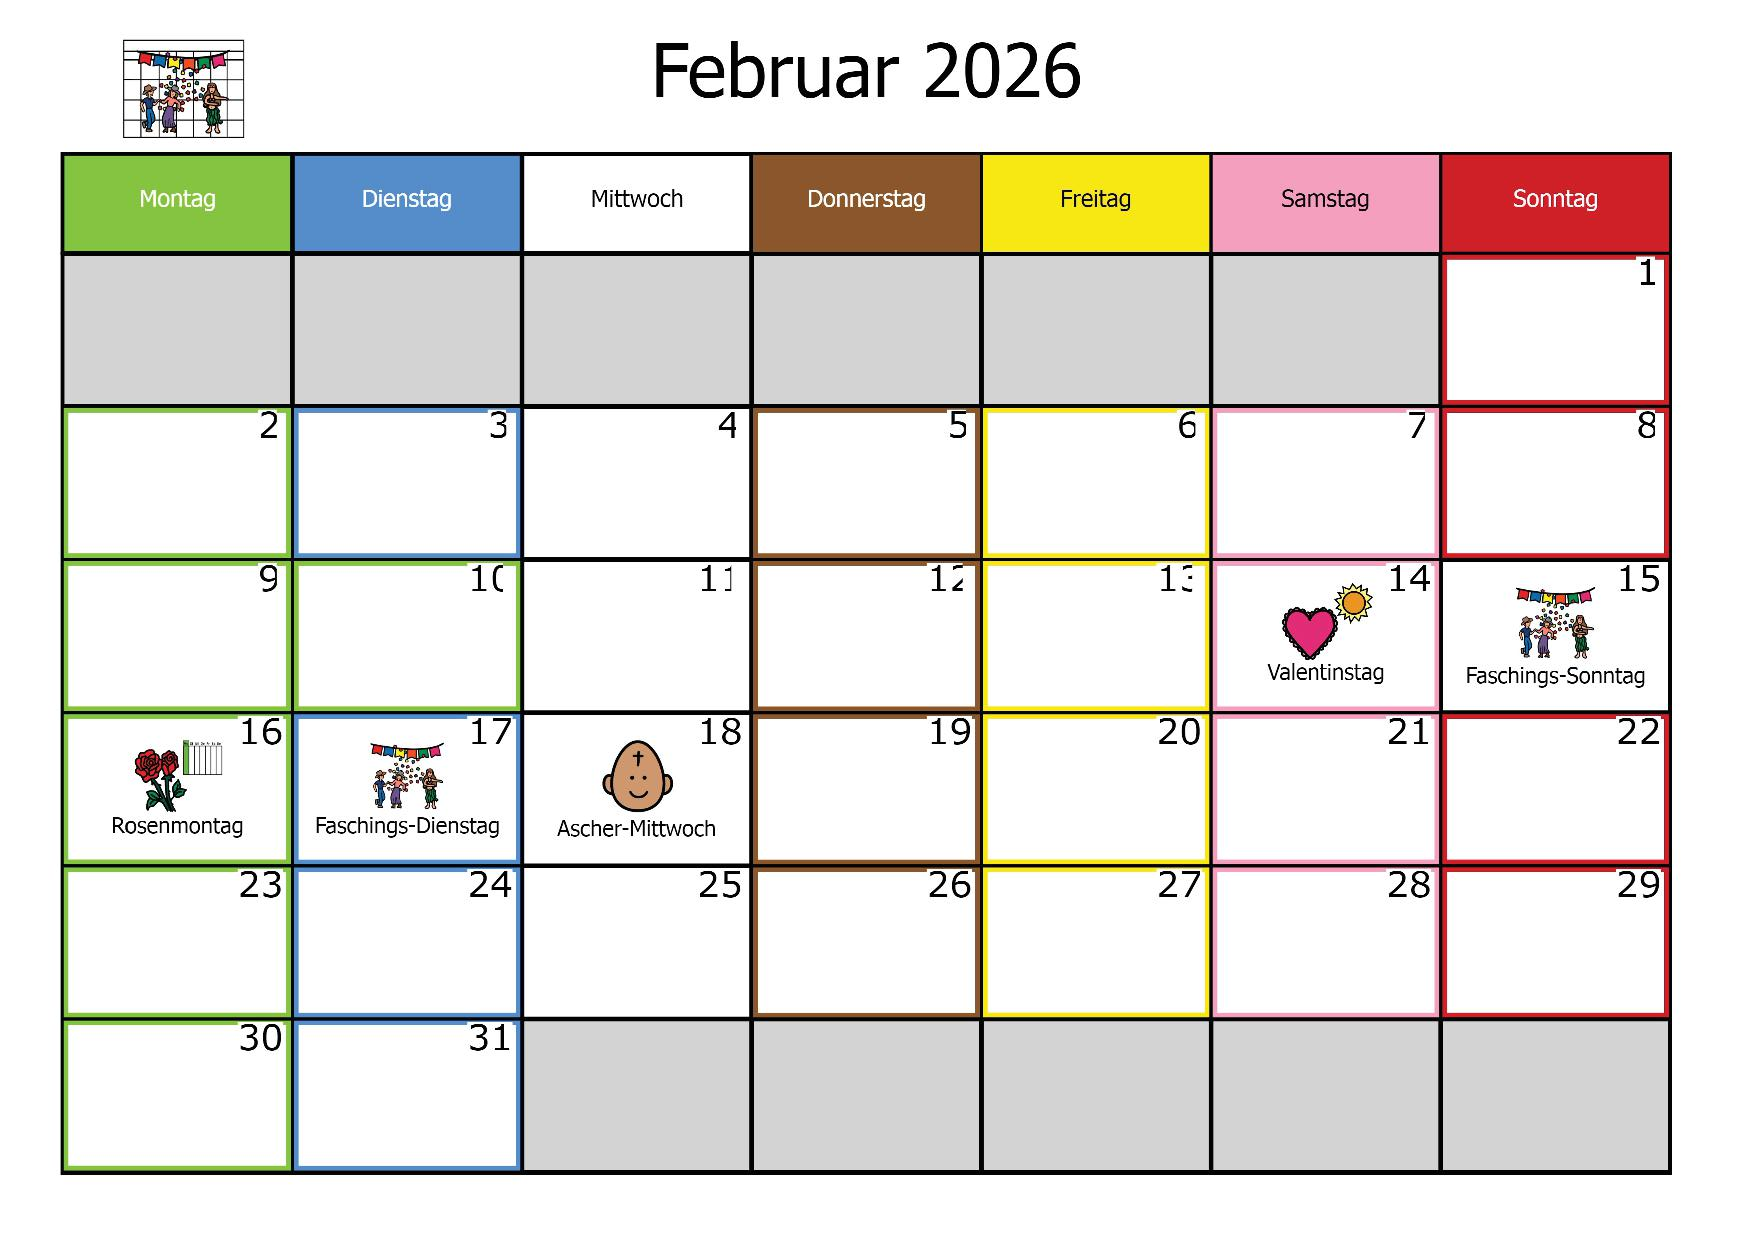 Februar 2026
Montag Dienstag Mittwoch Donnerstag Freitag Samstag Sonntag
1
2 3 4 5 6 7 8
9 10 11 12 13 14 15
Valentinstag Faschings-Sonntag
16 17 18 19 20 21 22
Rosenmontag Faschings-Dienstag Ascher-Mittwoch
23 24 25 26 27 28 29
30 31